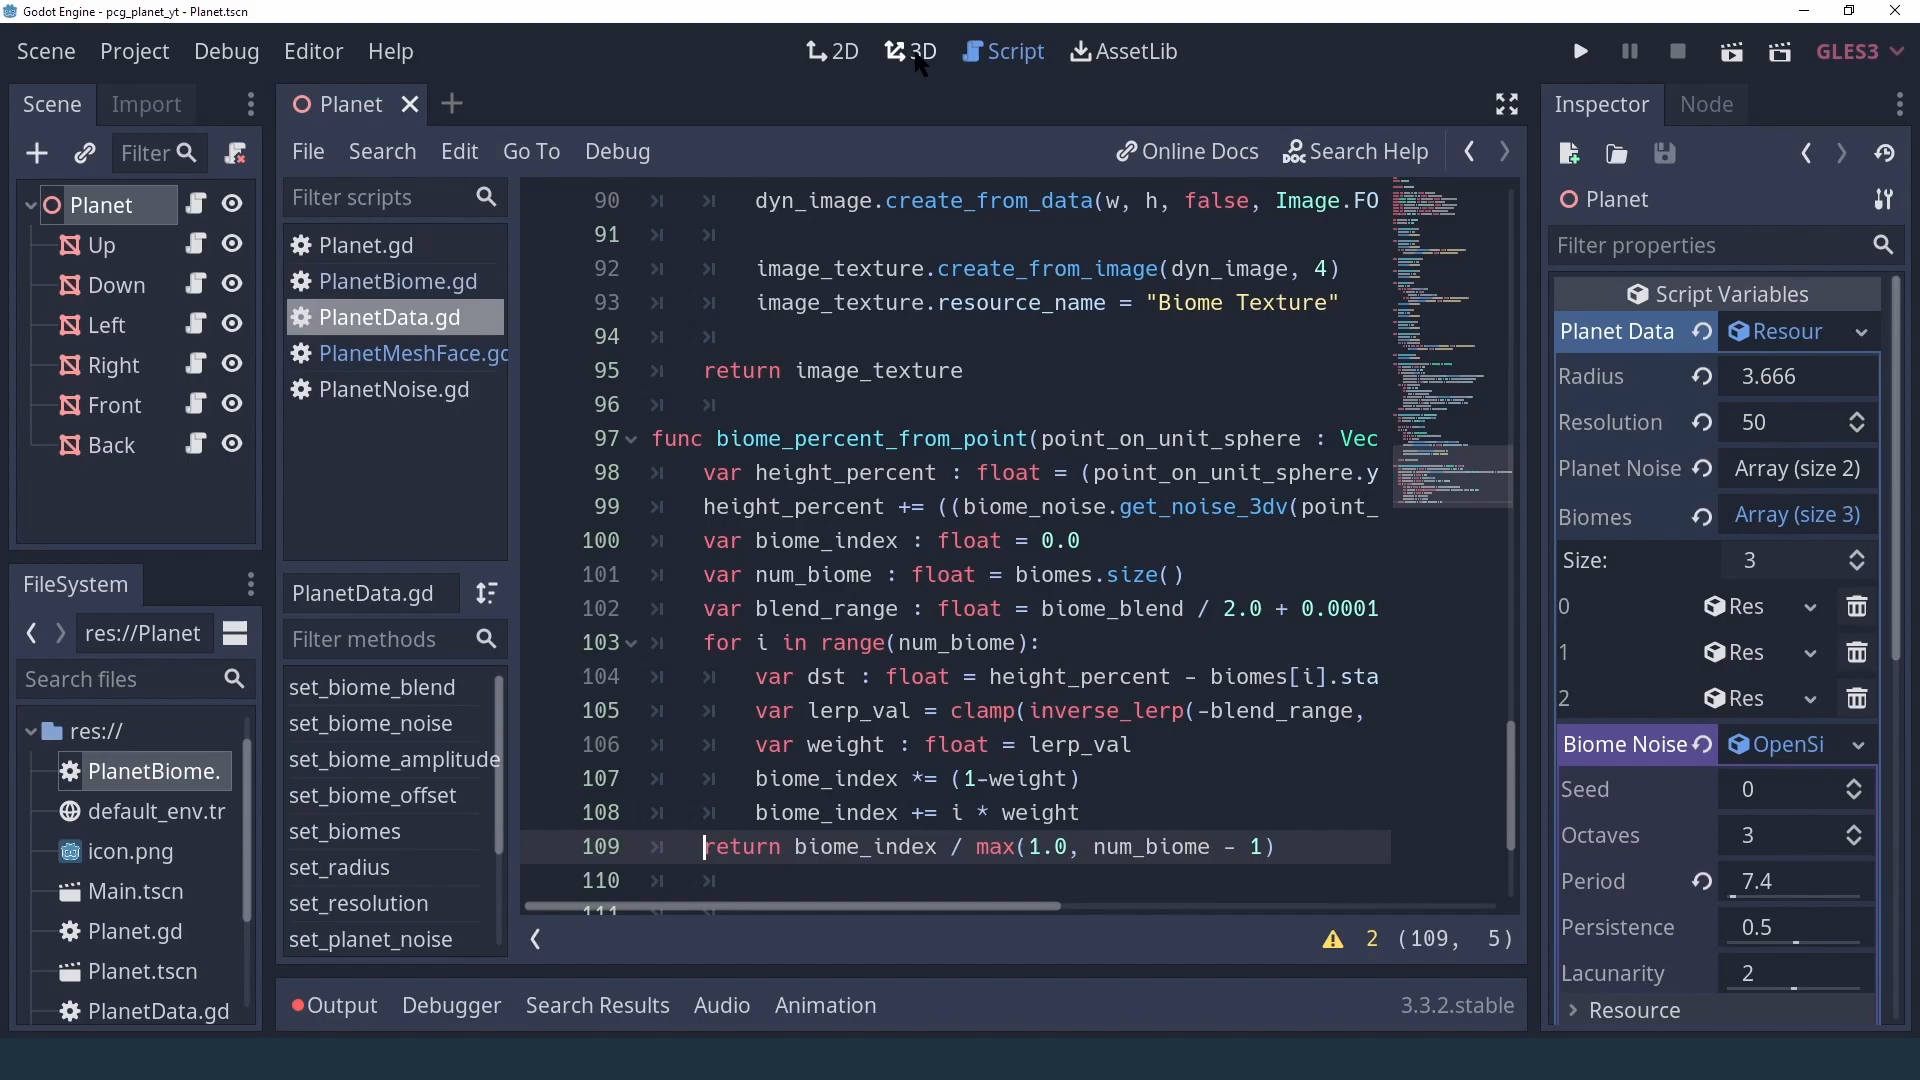 Godot Engine - pcg_planet_yt - Planet.tscn
Scene Project Debug Editor Help
2D 3D Script AssetLib
GLES3
Scene Import
Filter
Planet
Up
Down
Left
Right
Front
Back
FileSystem
res://Planet
Search files
res://
PlanetBiome.
default_env.tr
icon.png
Main.tscn
Planet.gd
Planet.tscn
PlanetData.gd
Planet
File Search Edit Go To Debug
Online Docs Search Help
Filter scripts
Planet.gd
PlanetBiome.gd
PlanetData.gd
PlanetMeshFace.gc
PlanetNoise.gd
PlanetData.gd
Filter methods
set_biome_blend
set_biome_noise
set_biome_amplitude
set_biome_offset
set_biomes
set_radius
set_resolution
set_planet_noise
90 dyn_image.create_from_data(w, h, false, Image.FO
91
92 image_texture.create_from_image(dyn_image, 4)
93 image_texture.resource_name = "Biome Texture"
94
95 return image_texture
96
97 func biome_percent_from_point(point_on_unit_sphere : Vec
98 var height_percent : float = (point_on_unit_sphere.y
99 height_percent += ((biome_noise.get_noise_3dv(point_
100 var biome_index : float = 0.0
101 var num_biome : float = biomes.size()
102 var blend_range : float = biome_blend / 2.0 + 0.0001
103 for i in range(num_biome):
104 var dst : float = height_percent - biomes[i].sta
105 var lerp_val = clamp(inverse_lerp(-blend_range,
106 var weight : float = lerp_val
107 biome_index *= (1-weight)
108 biome_index += i * weight
109 return biome_index / max(1.0, num_biome - 1)
110
111
2 (109, 5)
Output Debugger Search Results Audio Animation
3.3.2.stable
Inspector Node
Planet
Filter properties
Script Variables
Planet Data Resour
Radius 3.666
Resolution 50
Planet Noise Array (size 2)
Biomes Array (size 3)
Size: 3
0 Res
1 Res
2 Res
Biome Noise OpenSi
Seed 0
Octaves 3
Period 7.4
Persistence 0.5
Lacunarity 2
Resource